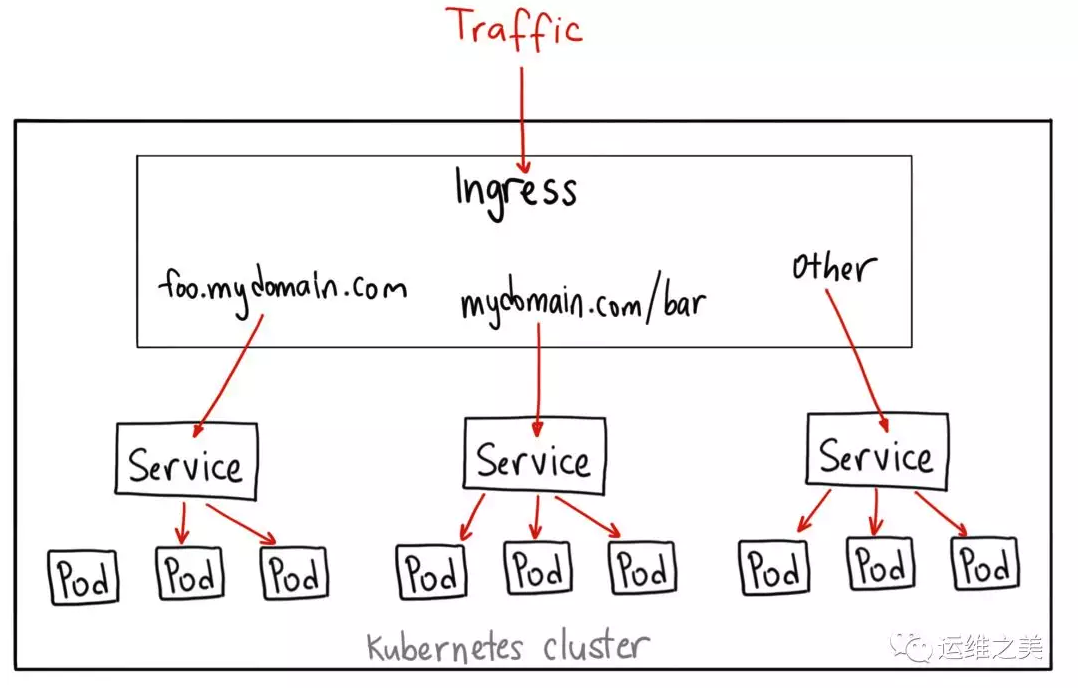 Traffic
Ingress
foo.mydomain.com
mydomain.com/bar
other
Service
Service
Service
Pod
Pod
Pod
Pod
Pod
Pod
Pod
Pod
Pod
Kubernetes cluster
运维之美